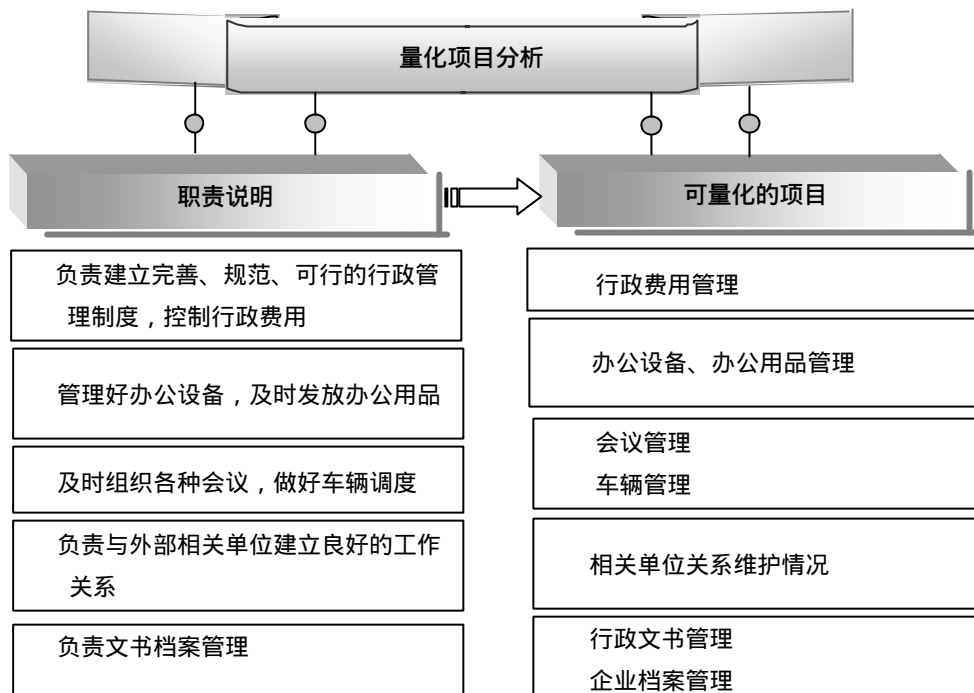 量化项目分析
职责说明
可量化的项目
负责建立完善、规范、可行的行政管
理制度，控制行政费用
行政费用管理
管理好办公设备，及时发放办公用品
办公设备、办公用品管理
及时组织各种会议，做好车辆调度
会议管理
车辆管理
负责与外部相关单位建立良好的工作
关系
相关单位关系维护情况
负责文书档案管理
行政文书管理
企业档案管理